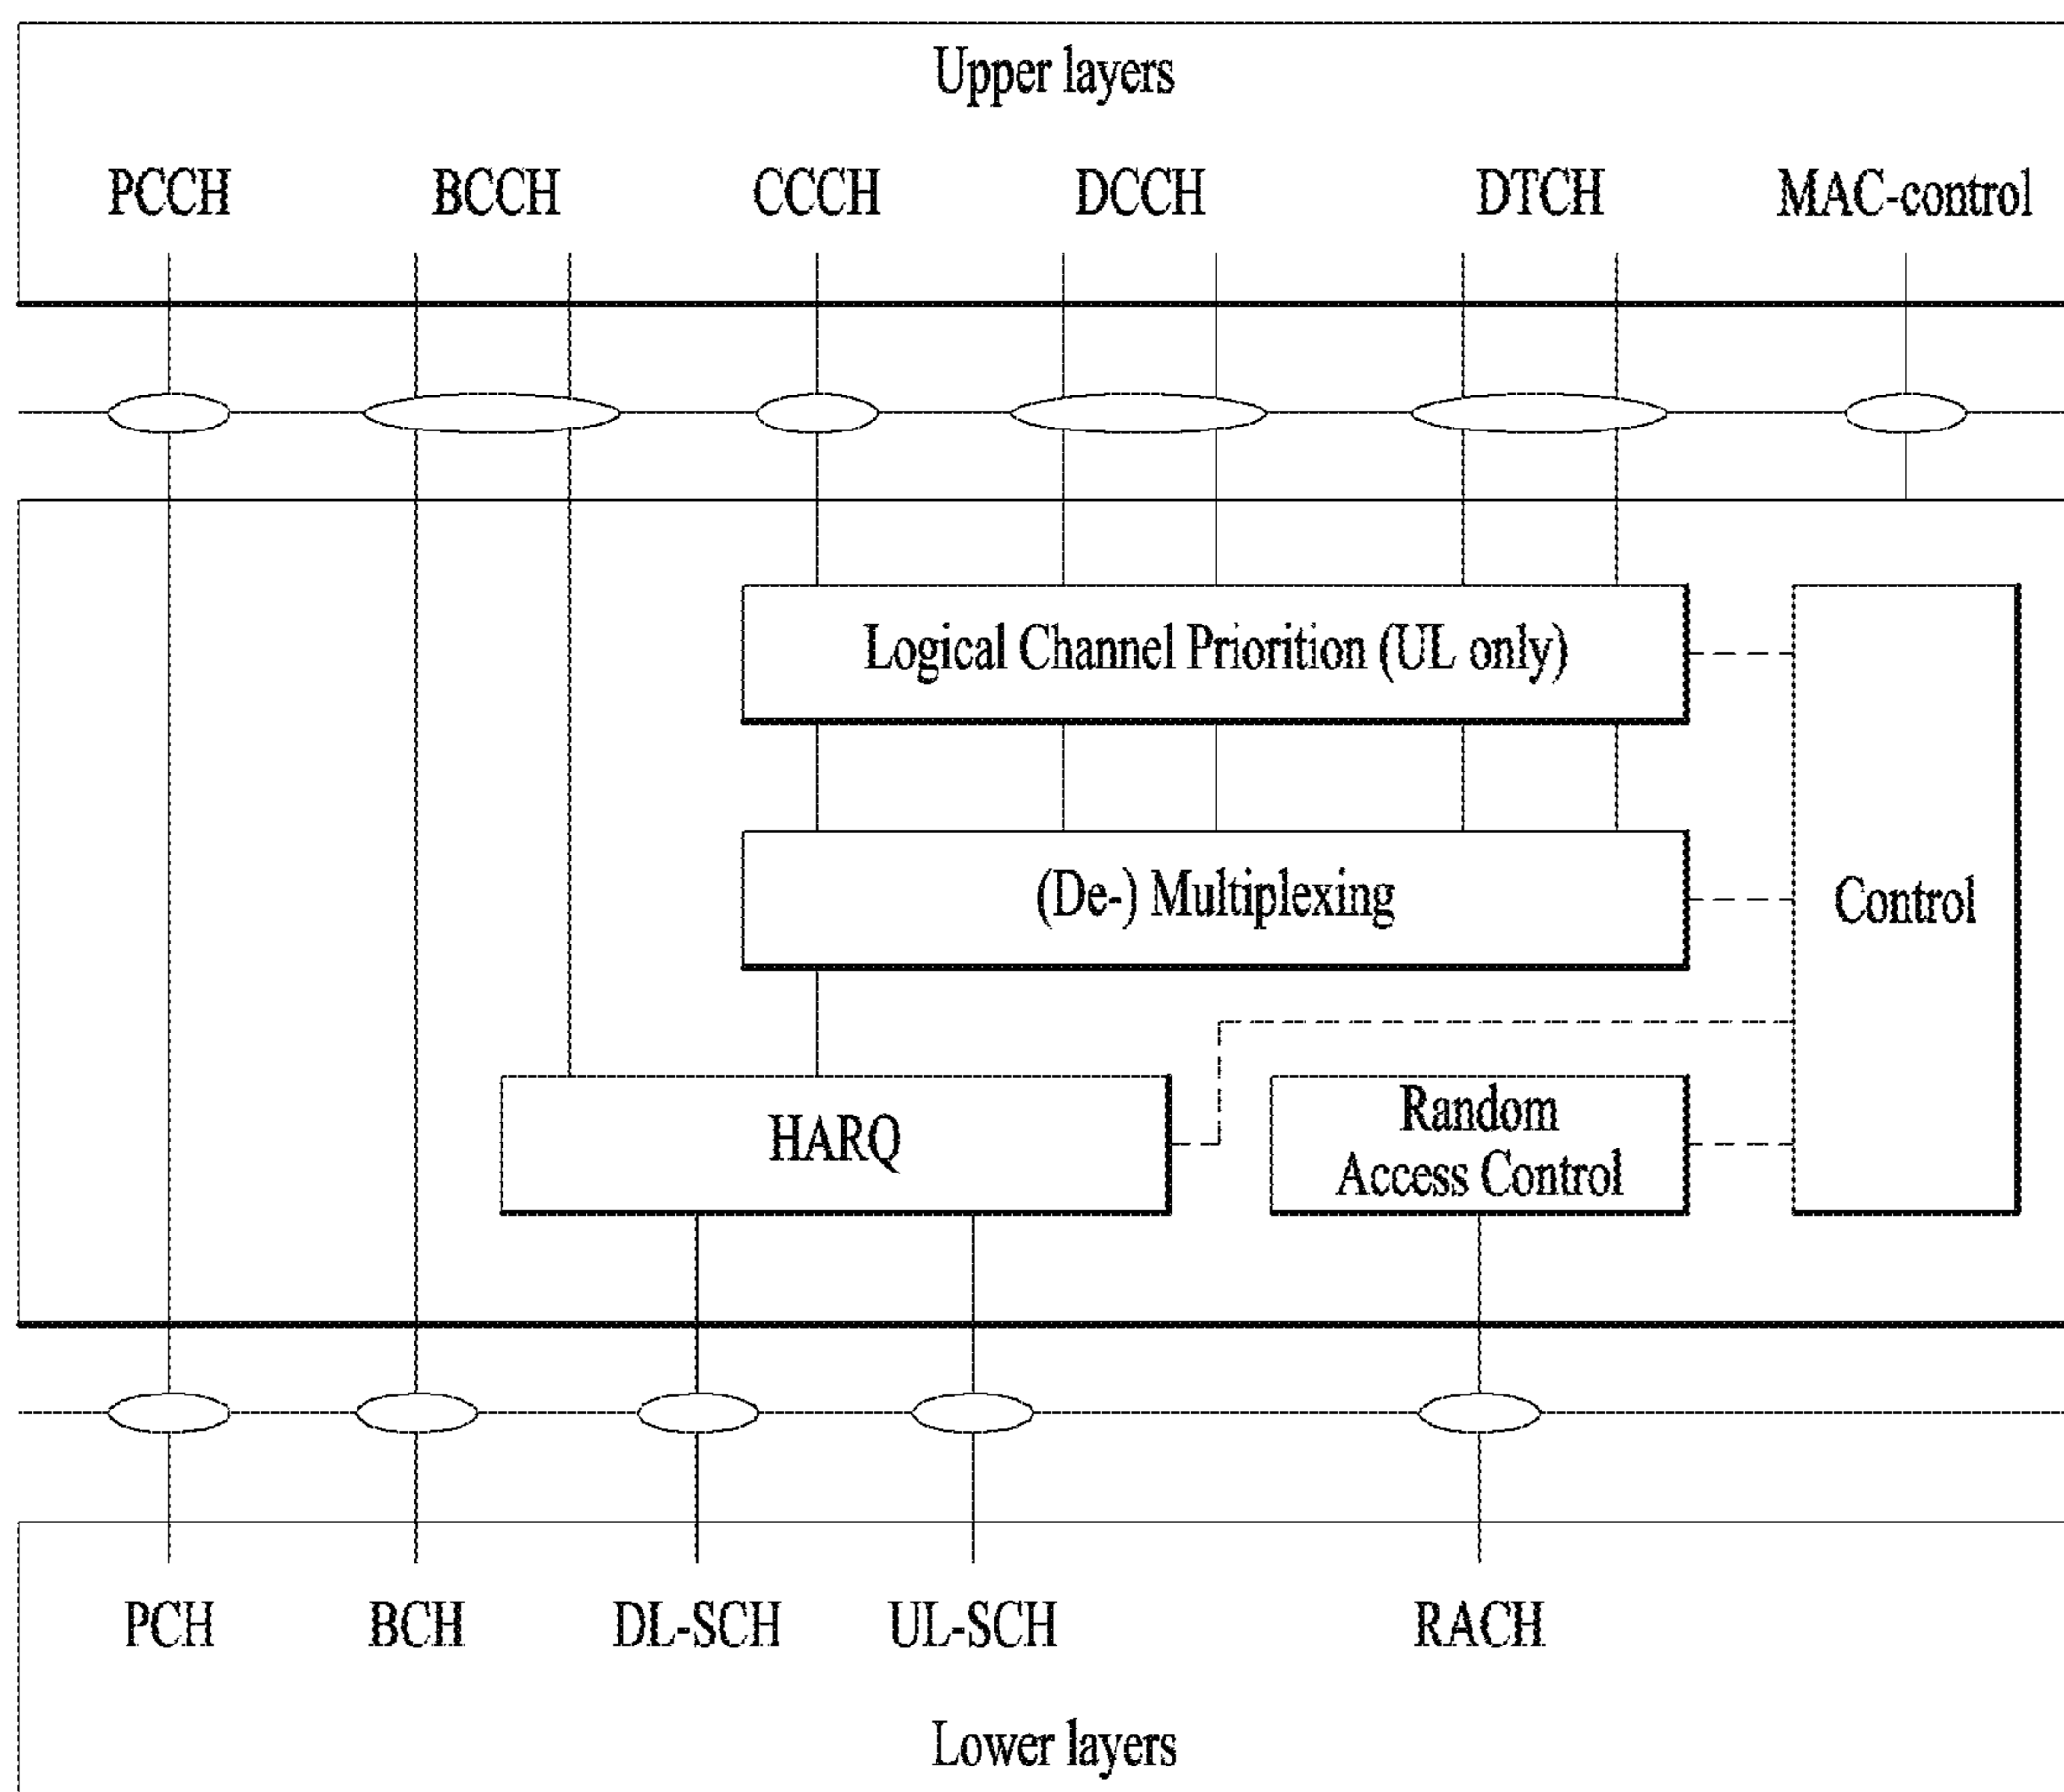 Upper layers
PCCH BCCH CCCH DCCH DTCH MAC-control
Logical Channel Priorition (UL only)
(De-) Multiplexing
Control
HARQ
Random
Access Control
PCH BCH DL-SCH UL-SCH RACH
Lower layers